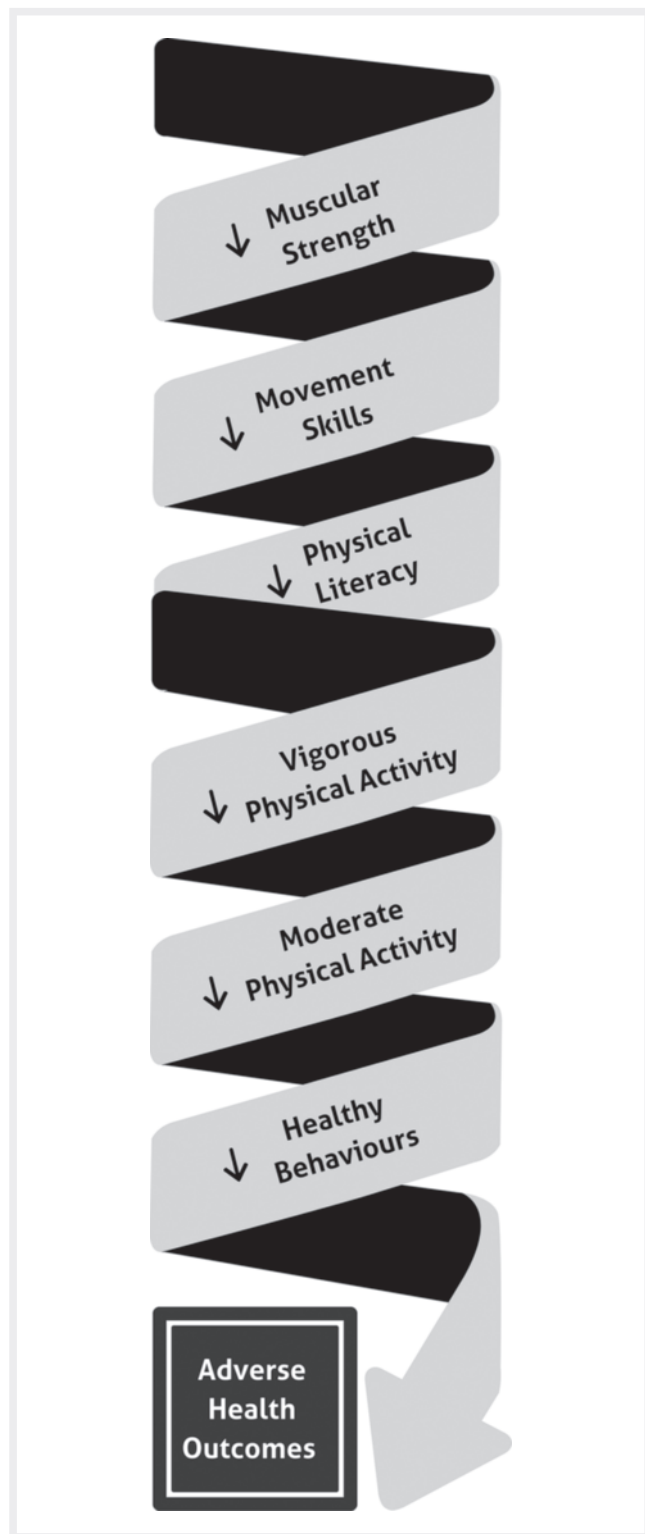 ↓ Muscular
Strength
↓ Movement
Skills
↓ Physical
Literacy
Vigorous
↓ Physical Activity
Moderate
↓ Physical Activity
↓ Healthy
Behaviours
Adverse
Health
Outcomes